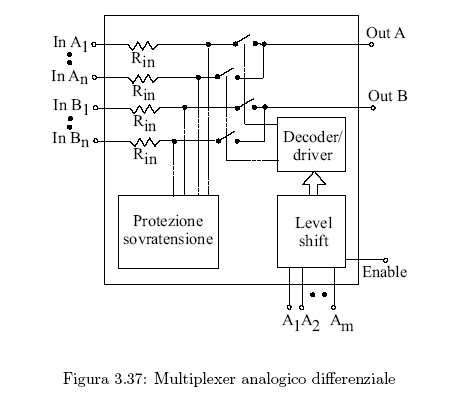 In A1
Out A
Rin
In An
Rin
In B1
Out B
Rin
In Bn
Rin
Decoder/
driver
Protezione
sovratensione
Level
shift
Enable
A1 A2 Am
Figura 3.37: Multiplexer analogico differenziale